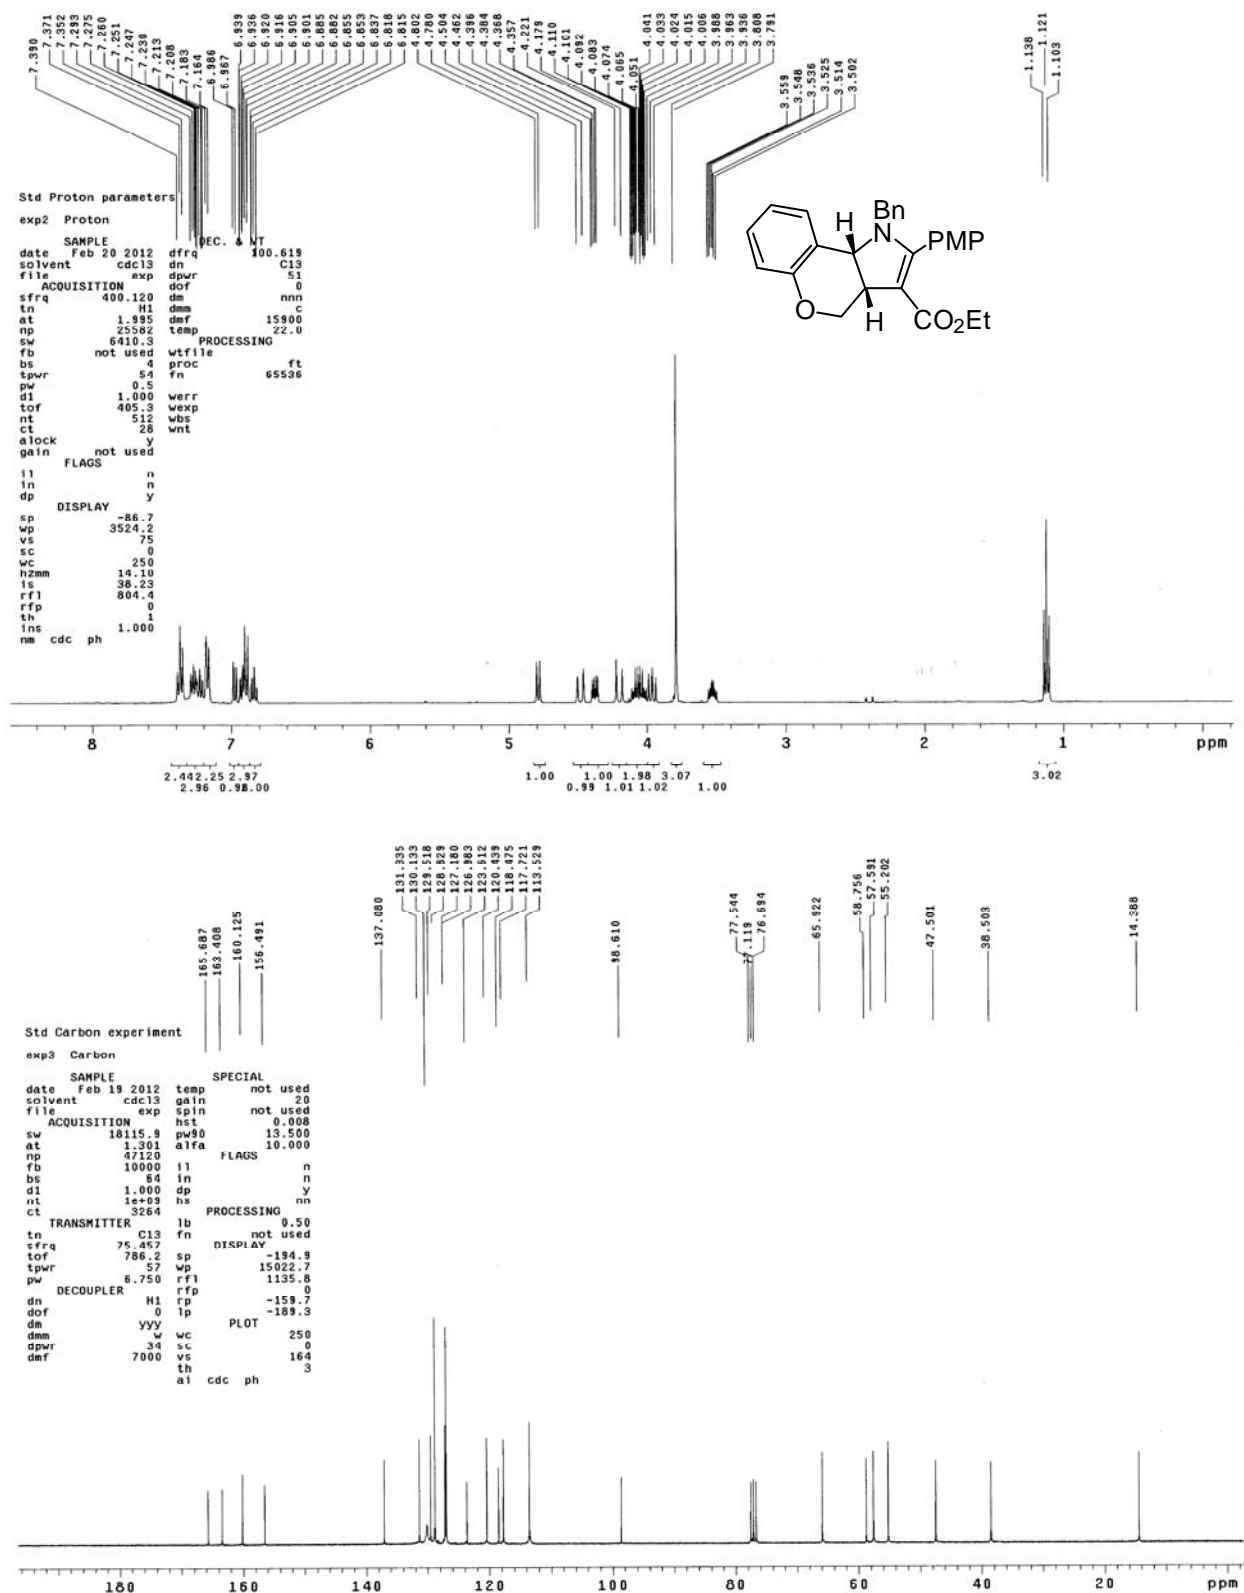 7.390
7.371
7.352
7.293
7.275
7.260
7.251
7.247
7.230
7.213
7.208
7.183
7.164
6.986
6.967
6.939
6.936
6.920
6.916
6.905
6.901
6.885
6.882
6.855
6.853
6.837
6.818
6.815
4.802
4.780
4.504
4.462
4.396
4.384
4.368
4.357
4.221
4.179
4.110
4.101
4.092
4.083
4.074
4.065
4.051
4.041
4.033
4.024
4.015
4.006
3.988
3.963
3.936
3.808
3.791
3.559
3.548
3.536
3.525
3.514
3.502
1.138
1.121
1.103
Std Proton parameters
exp2 Proton
SAMPLE DEC. & VT
date Feb 20 2012 dfrq 100.619
solvent cdcl3 dn C13
file exp dpwr 51
ACQUISITION dof 0
sfrq 400.120 dm nnn
tn H1 dmm c
at 1.995 dmf 15900
np 25582 temp 22.0
sw 6410.3 PROCESSING
fb not used wtfile
bs 4 proc ft
tpwr 54 fn 65536
pw 0.5
d1 1.000 werr
tof 405.3 wexp
nt 512 wbs
ct 28 wnt
alock y
gain not used
FLAGS
il n
in n
dp y
DISPLAY
sp -86.7
wp 3524.2
vs 75
sc 0
wc 250
hzmm 14.10
is 38.23
rfl 804.4
rfp 0
th 1
ins 1.000
nm cdc ph
H Bn
N PMP
O H CO2Et
8 7 6 5 4 3 2 1 ppm
2.44 2.25 2.97 1.00 1.00 1.98 3.07 3.02
2.96 0.99 1.01 1.02 1.00
165.687
163.408
160.125
156.491
137.080
131.335
130.133
129.518
128.829
127.180
126.983
123.612
120.439
118.475
117.721
113.529
98.610
77.544
77.119
76.694
65.922
58.756
57.591
55.202
47.501
38.503
14.388
Std Carbon experiment
exp3 Carbon
SAMPLE SPECIAL
date Feb 19 2012 temp not used
solvent cdcl3 gain 20
file exp spin not used
ACQUISITION hst 0.008
sw 18115.9 pw90 13.500
at 1.301 alfa 10.000
np 47120 FLAGS
fb 10000 il n
bs 64 in n
d1 1.000 dp y
nt 1e+09 hs nn
ct 3264 PROCESSING
TRANSMITTER lb 0.50
tn C13 fn not used
sfrq 75.457 DISPLAY
tof 786.2 sp -194.9
tpwr 57 wp 15022.7
pw 6.750 rfl 1135.8
DECOUPLER rfp 0
dn H1 rp -159.7
dof 0 lp -189.3
dm yyy PLOT
dmm w wc 250
dpwr 34 sc 0
dmf 7000 vs 164
th 3
ai cdc ph
180 160 140 120 100 80 60 40 20 ppm